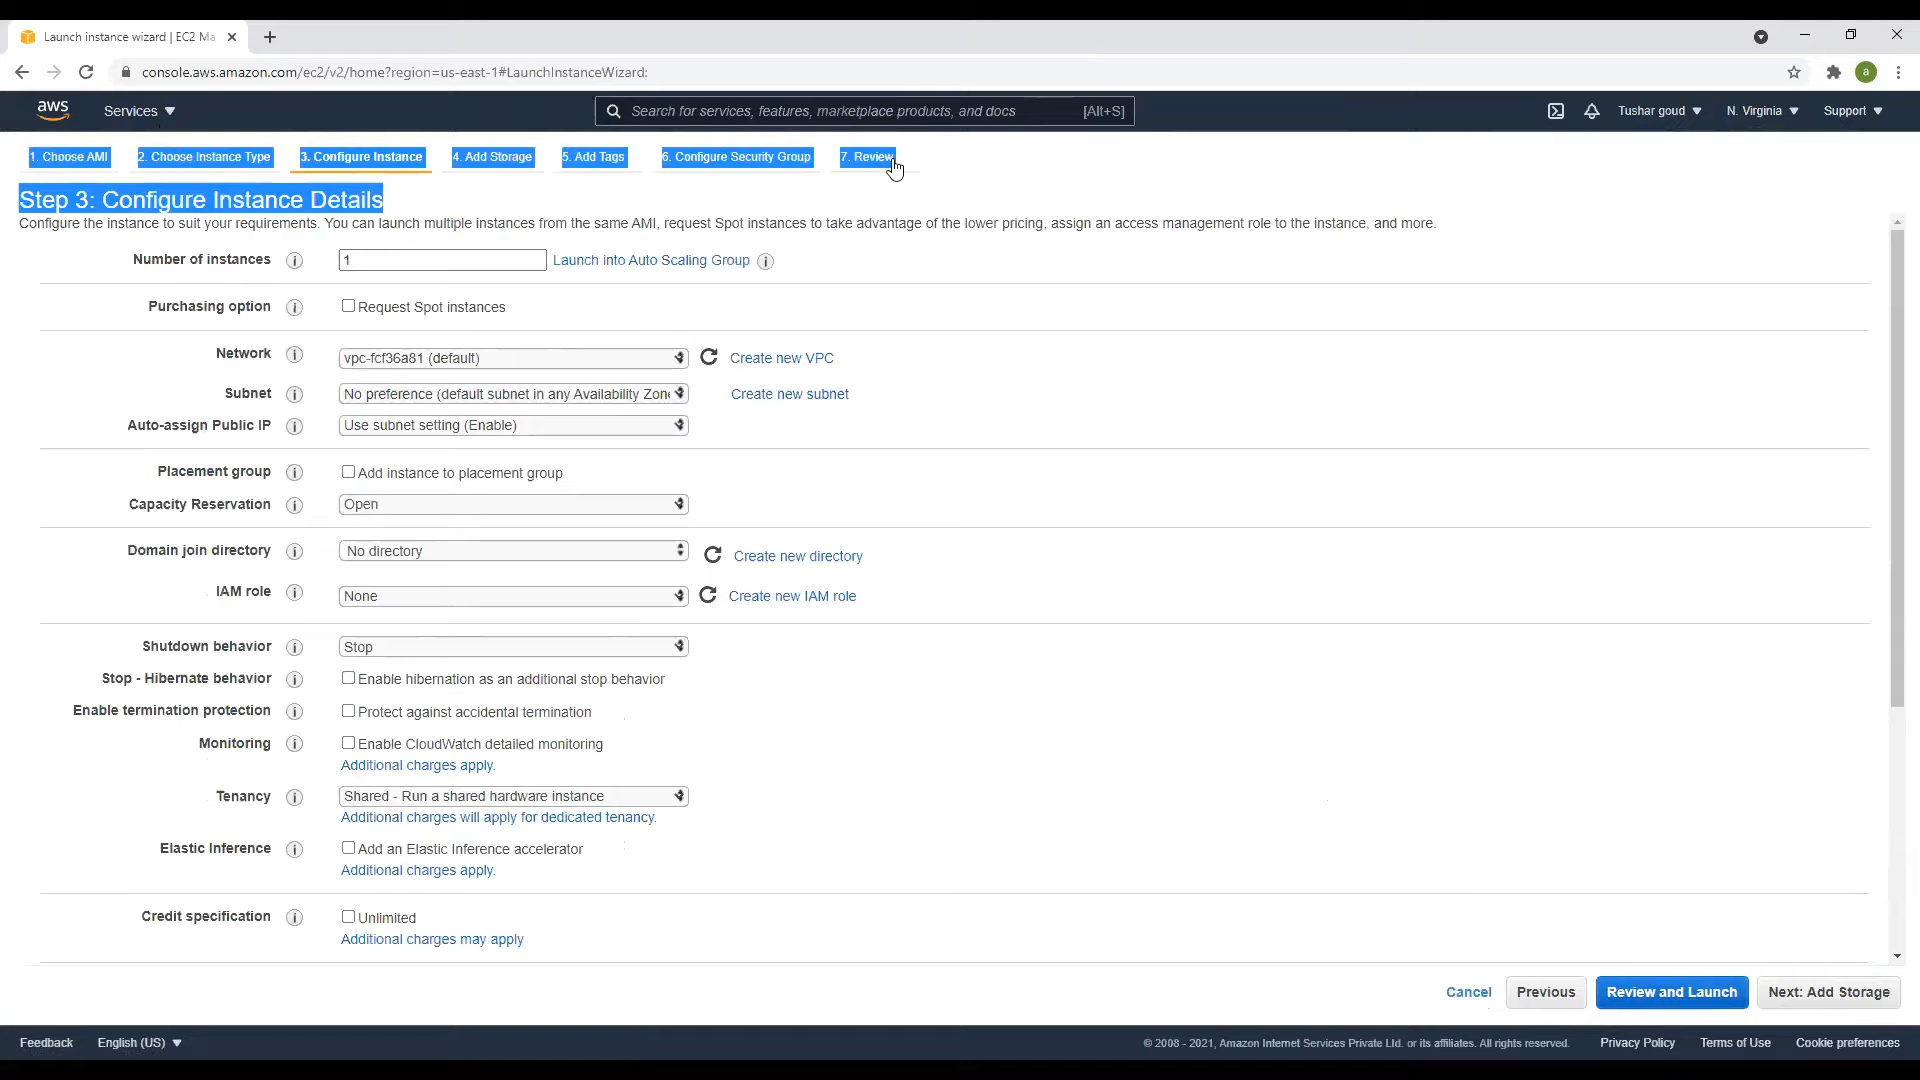 Launch instance wizard | EC2 Ma
console.aws.amazon.com/ec2/v2/home?region=us-east-1#LaunchInstanceWizard:
a
aws Services Search for services, features, marketplace products, and docs [Alt+S] Tushar goud N. Virginia Support
1. Choose AMI 2. Choose Instance Type 3. Configure Instance 4. Add Storage 5. Add Tags 6. Configure Security Group 7. Review
Step 3: Configure Instance Details
Configure the instance to suit your requirements. You can launch multiple instances from the same AMI, request Spot instances to take advantage of the lower pricing, assign an access management role to the instance, and more.
Number of instances i 1 Launch into Auto Scaling Group i
Purchasing option i Request Spot instances
Network i vpc-fcf36a81 (default) Create new VPC
Subnet i No preference (default subnet in any Availability Zone Create new subnet
Auto-assign Public IP i Use subnet setting (Enable)
Placement group i Add instance to placement group
Capacity Reservation i Open
Domain join directory i No directory Create new directory
IAM role i None Create new IAM role
Shutdown behavior i Stop
Stop - Hibernate behavior i Enable hibernation as an additional stop behavior
Enable termination protection i Protect against accidental termination
Monitoring i Enable CloudWatch detailed monitoring
Additional charges apply.
Tenancy i Shared - Run a shared hardware instance
Additional charges will apply for dedicated tenancy.
Elastic Inference i Add an Elastic Inference accelerator
Additional charges apply.
Credit specification i Unlimited
Additional charges may apply
Cancel Previous Review and Launch Next: Add Storage
Feedback English (US) © 2008 - 2021, Amazon Internet Services Private Ltd. or its affiliates. All rights reserved. Privacy Policy Terms of Use Cookie preferences